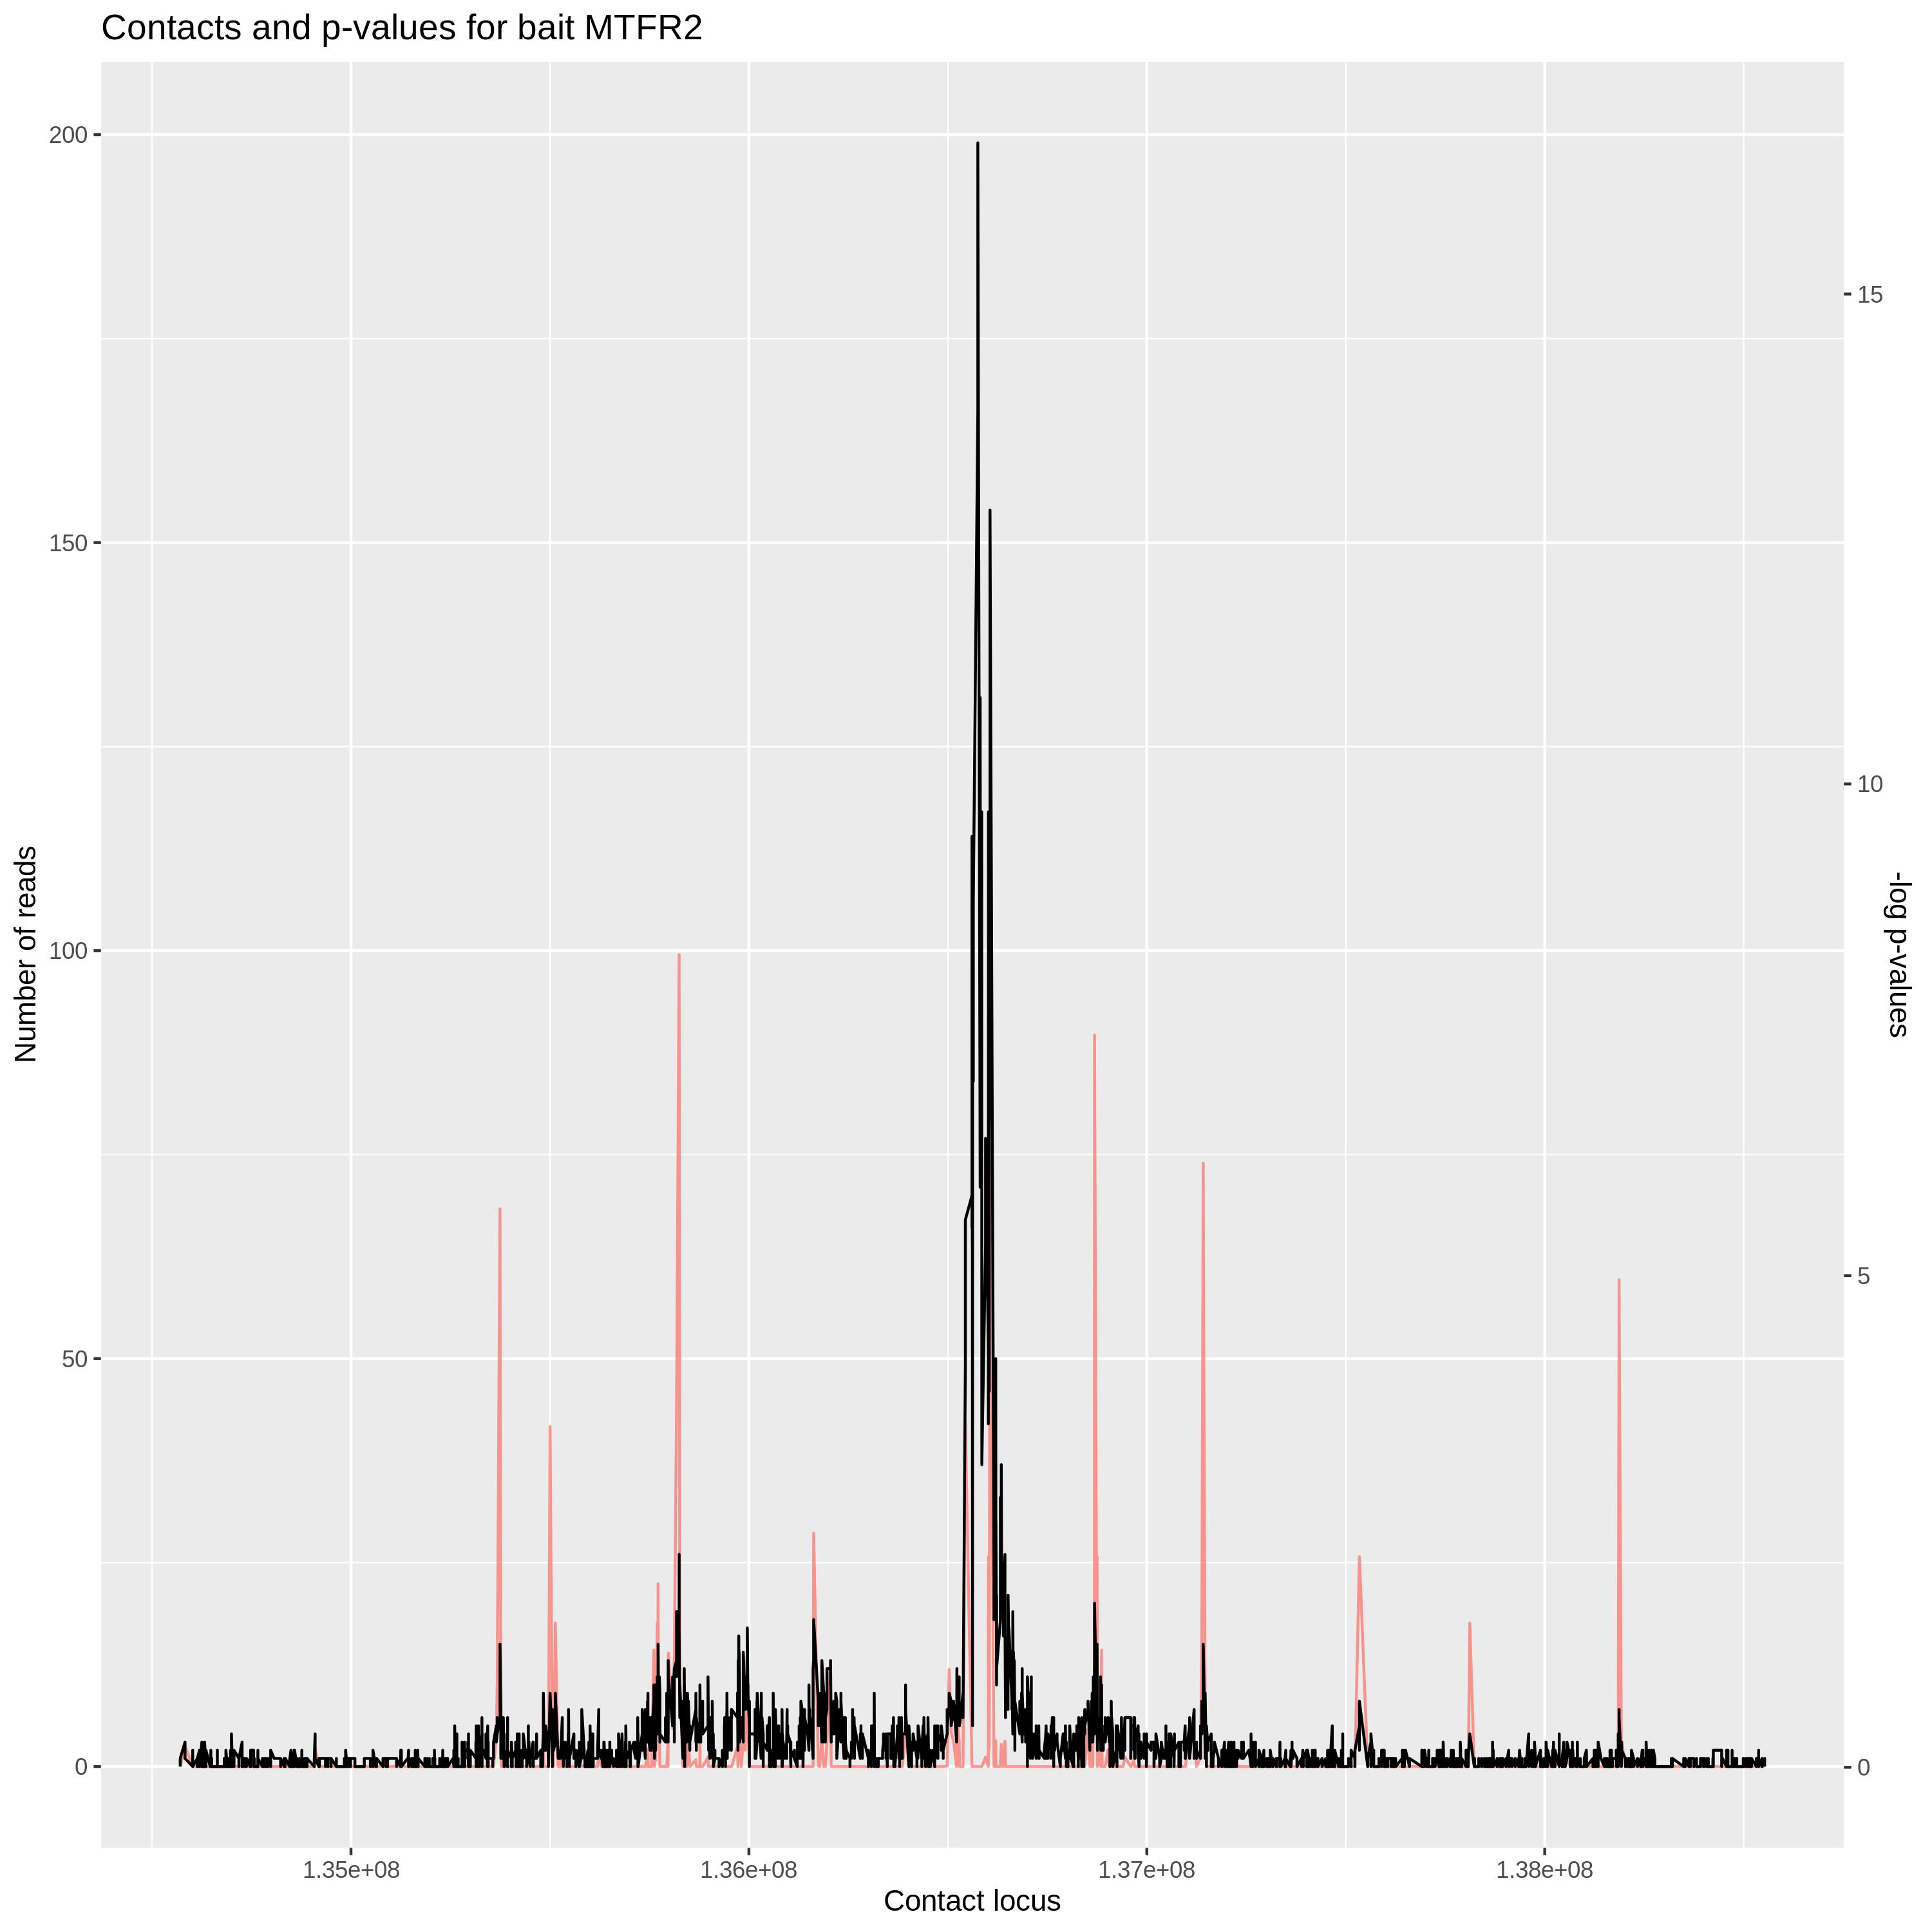 Contacts and p-values for bait MTFR2
200
150
100
50
0
Number of reads
15
10
5
0
-log p-values
1.35e+08
1.36e+08
1.37e+08
1.38e+08
Contact locus